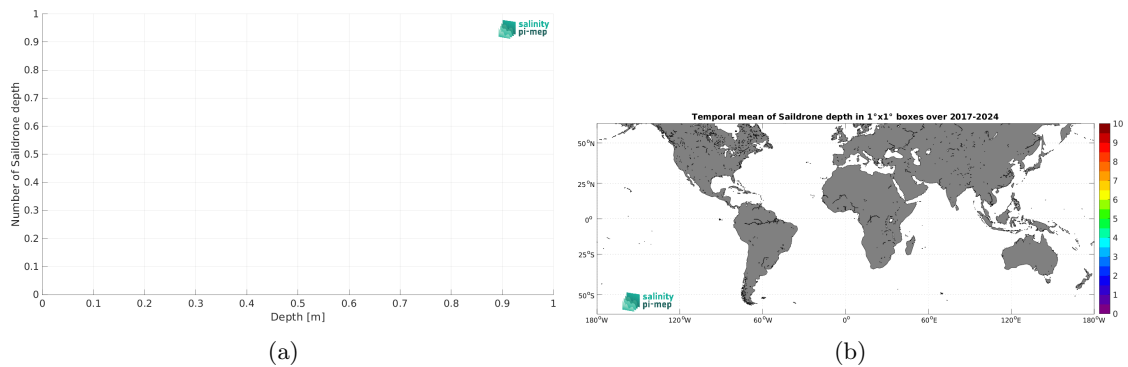 1
0.9
0.8
0.7
0.6
0.5
0.4
0.3
0.2
0.1
0
Number of Saildrone depth
0 0.1 0.2 0.3 0.4 0.5 0.6 0.7 0.8 0.9 1
Depth [m]
salinity
pi-mep
(a)
Temporal mean of Saildrone depth in 1°x1° boxes over 2017-2024
50°N
25°N
0°
25°S
50°S
180°W 120°W 60°W 0° 60°E 120°E 180°W
salinity
pi-mep
10
9
8
7
6
5
4
3
2
1
0
(b)